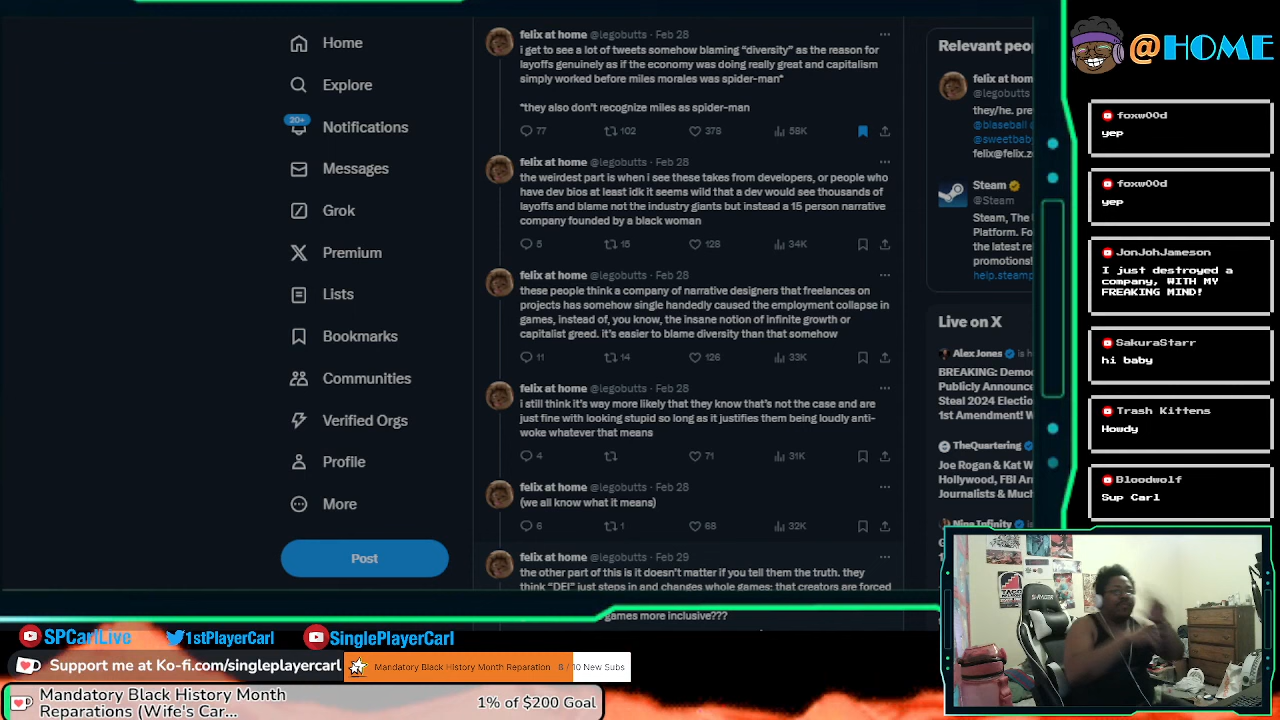 Home
Explore
20+
Notifications
Messages
Grok
Premium
Lists
Bookmarks
Communities
Verified Orgs
Profile
More
Post
felix at home @legobutts · Feb 28
i get to see a lot of tweets somehow blaming "diversity" as the reason for
layoffs genuinely as if the economy was doing really great and capitalism
simply worked before miles morales was spider-man*
*they also don't recognize miles as spider-man
77 102 378 58K
felix at home @legobutts · Feb 28
the weirdest part is when i see these takes from developers, or people who
have dev bios at least idk it seems wild that a dev would see thousands of
layoffs and blame not the industry giants but instead a 15 person narrative
company founded by a black woman
5 15 128 34K
felix at home @legobutts · Feb 28
these people think a company of narrative designers that freelances on
projects has somehow single handedly caused the employment collapse in
games, instead of, you know, the insane notion of infinite growth or
capitalist greed. it's easier to blame diversity than that somehow
11 14 126 33K
felix at home @legobutts · Feb 28
i still think it's way more likely that they know that's not the case and are
just fine with looking stupid so long as it justifies them being loudly anti-
woke whatever that means
4 71 31K
felix at home @legobutts · Feb 28
(we all know what it means)
6 1 68 32K
felix at home @legobutts · Feb 29
the other part of this is it doesn't matter if you tell them the truth. they
think "DEI" just steps in and changes whole games; that creators are forced
games more inclusive???
Relevant peop
felix at hom
@legobutts
they/he. pre
@blaseball
@sweetbaby
felix@felix.z
Steam
@Steam
Steam, The
Platform. Fo
the latest re
promotions!
help.steamp
Live on X
Alex Jones is h
BREAKING: Democ
Publicly Announce
Steal 2024 Electio
1st Amendment! W
TheQuartering
Joe Rogan & Kat W
Hollywood, FBI Arr
Journalists & Much
Nina Infinity
@HOME
foxw00d
yep
foxw00d
yep
JonJohJameson
I just destroyed a
company, WITH MY
FREAKING MIND!
SakuraStarr
hi baby
Trash Kittens
Howdy
Bloodwolf
Sup Carl
SPCarlLive
1stPlayerCarl
SinglePlayerCarl
Support me at Ko-fi.com/singleplayercarl
Mandatory Black History Month Reparation 8 / 10 New Subs
Mandatory Black History Month
Reparations (Wife's Car...
1% of $200 Goal